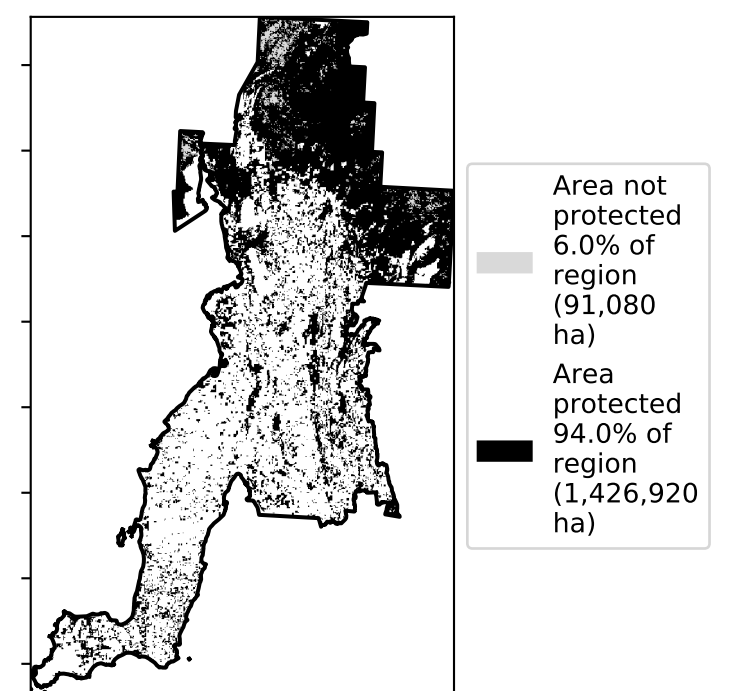 Area not
protected
6.0% of
region
(91,080
ha)
Area
protected
94.0% of
region
(1,426,920
ha)